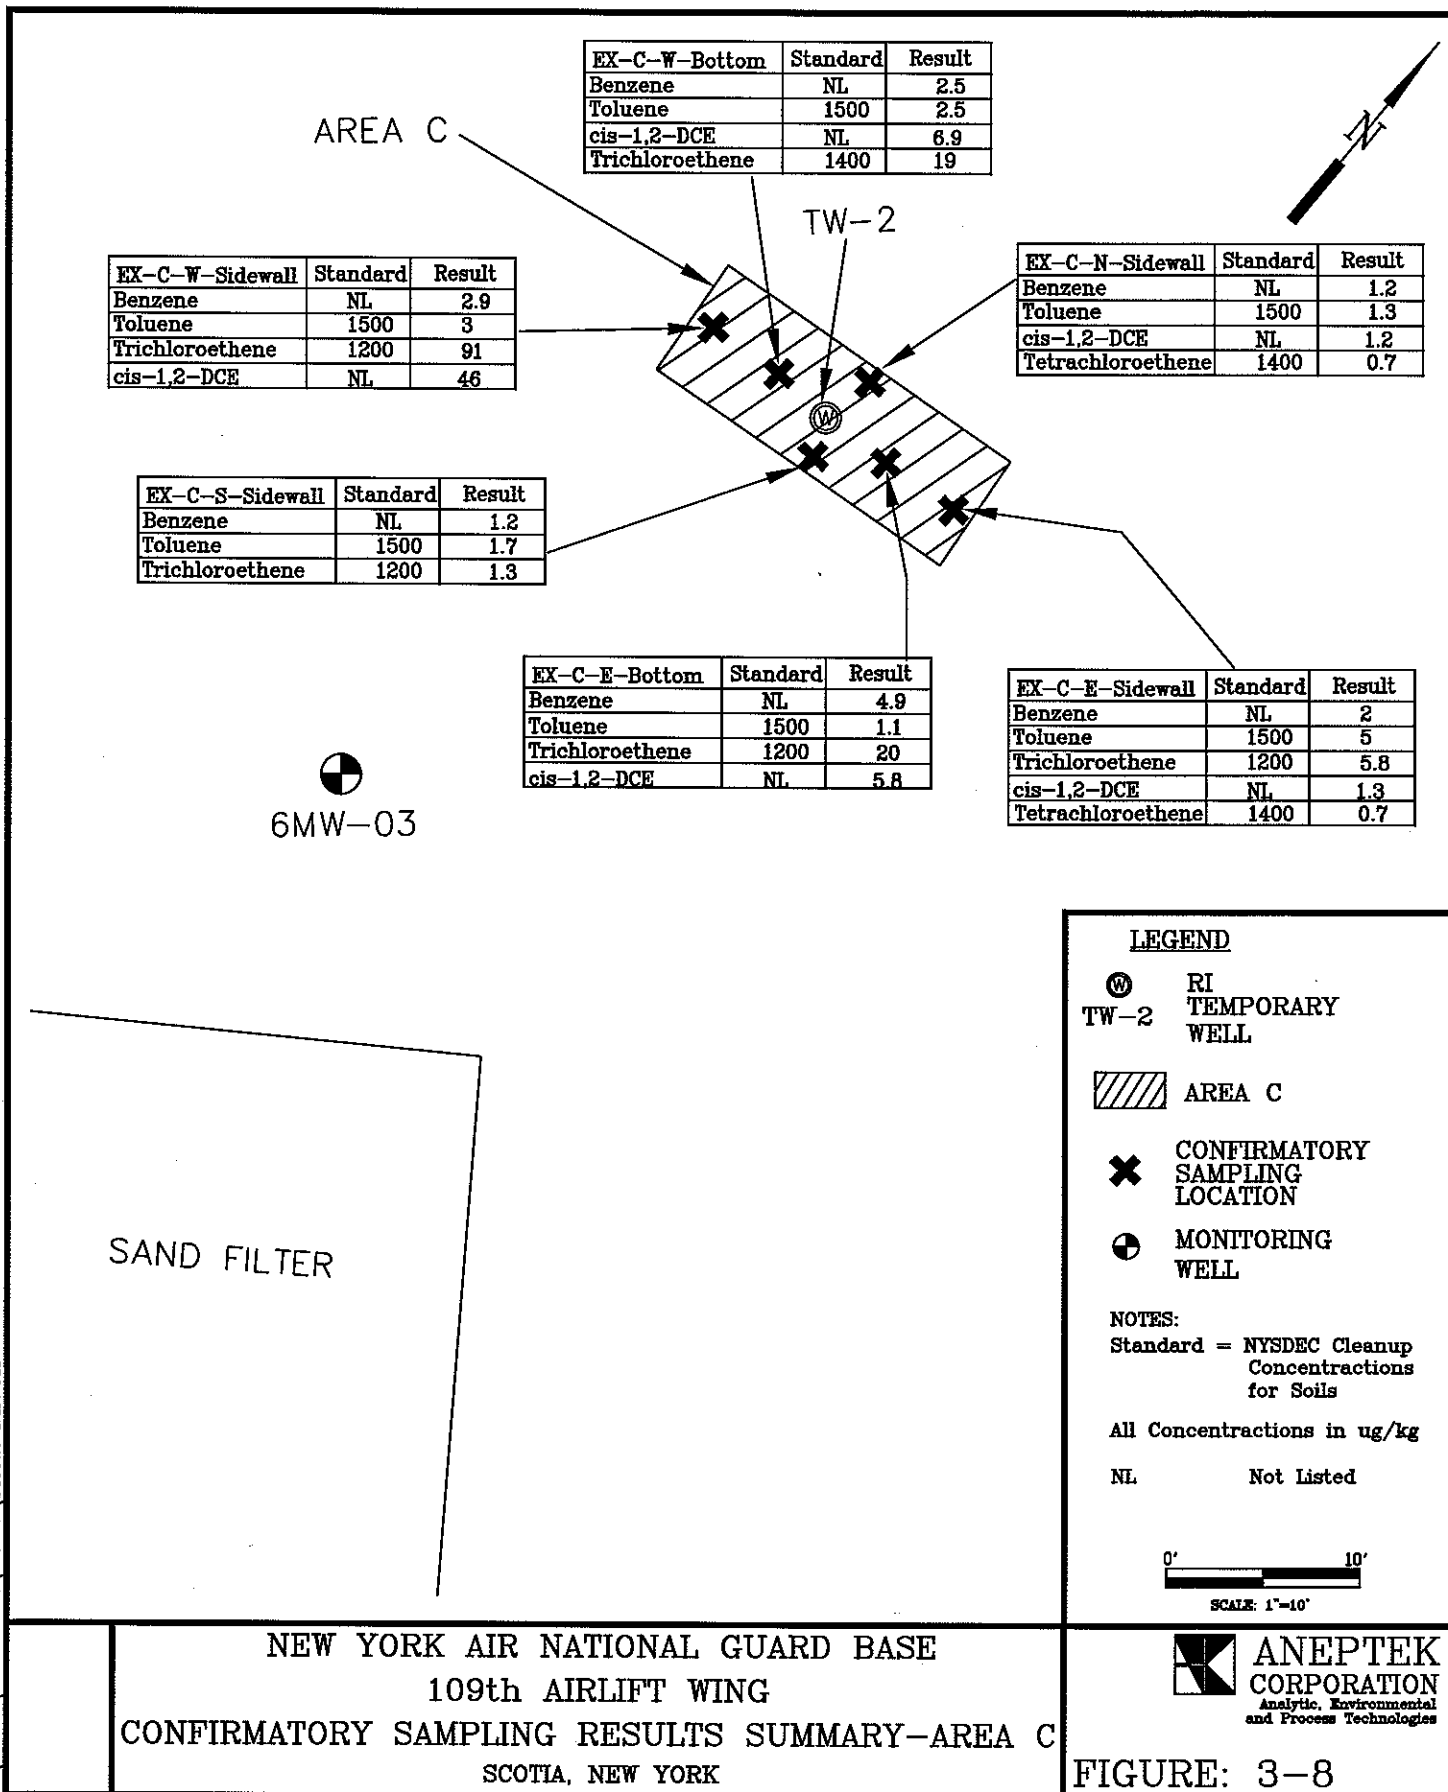 EX-C-W-Bottom Standard Result
Benzene NL 2.5
Toluene 1500 2.5
cis-1,2-DCE NL 6.9
Trichloroethene 1400 19
AREA C
N
TW-2
EX-C-W-Sidewall Standard Result
Benzene NL 2.9
Toluene 1500 3
Trichloroethene 1200 91
cis-1,2-DCE NL 46
EX-C-N-Sidewall Standard Result
Benzene NL 1.2
Toluene 1500 1.3
cis-1,2-DCE NL 1.2
Tetrachloroethene 1400 0.7
W
EX-C-S-Sidewall Standard Result
Benzene NL 1.2
Toluene 1500 1.7
Trichloroethene 1200 1.3
EX-C-E-Bottom Standard Result
Benzene NL 4.9
Toluene 1500 1.1
Trichloroethene 1200 20
cis-1,2-DCE NL 5.8
EX-C-E-Sidewall Standard Result
Benzene NL 2
Toluene 1500 5
Trichloroethene 1200 5.8
cis-1,2-DCE NL 1.3
Tetrachloroethene 1400 0.7
6MW-03
SAND FILTER
LEGEND
W RI
TW-2 TEMPORARY
WELL
AREA C
CONFIRMATORY
SAMPLING
LOCATION
MONITORING
WELL
NOTES:
Standard = NYSDEC Cleanup
Concentractions
for Soils
All Concentractions in ug/kg
NL Not Listed
0' 10'
SCALE: 1"=10'
NEW YORK AIR NATIONAL GUARD BASE
109th AIRLIFT WING
CONFIRMATORY SAMPLING RESULTS SUMMARY-AREA C
SCOTIA, NEW YORK
ANEPTEK
CORPORATION
Analytic, Environmental
and Process Technologies
FIGURE: 3-8